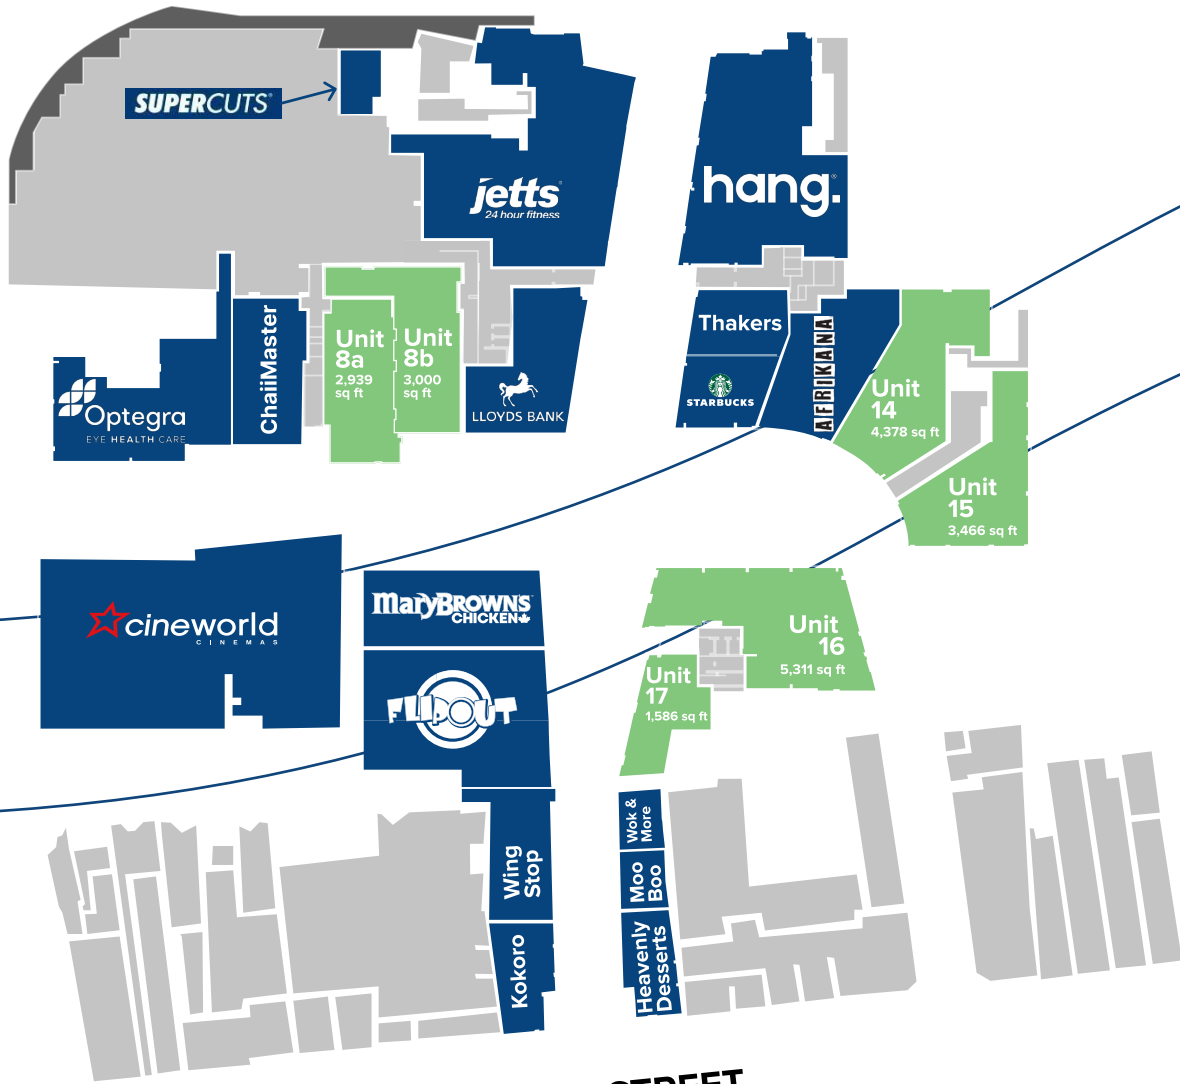 SUPERCUTS
jetts
24 hour fitness
hang.
Optegra
EYE HEALTH CARE
ChaiiMaster
Unit
8a
2,939
sq ft
Unit
8b
3,000
sq ft
LLOYDS BANK
Thakers
STARBUCKS
AFRIKANA
Unit
14
4,378 sq ft
Unit
15
3,466 sq ft
cineworld
CINEMAS
MARYBROWN'S
CHICKEN
FLIPOUT
Unit
16
5,311 sq ft
Unit
17
1,586 sq ft
Wing
Stop
Kokoro
Wok &
More
Moo
Boo
Heavenly
Desserts
STREET